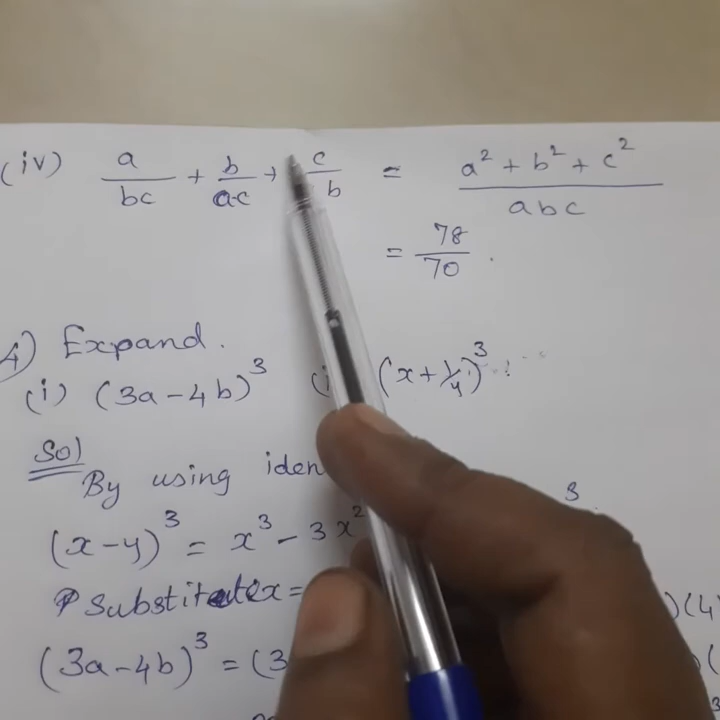 (iv) a/bc + b/ac + c/b = a² + b² + c² / abc
= 78/70 .
4) Expand.
(i) (3a-4b)³ (x+1/y)³
Sol
By using iden
(x-y)³ = x³ - 3x² 3
Substitute x =
)(4
(3a-4b)³ = (3